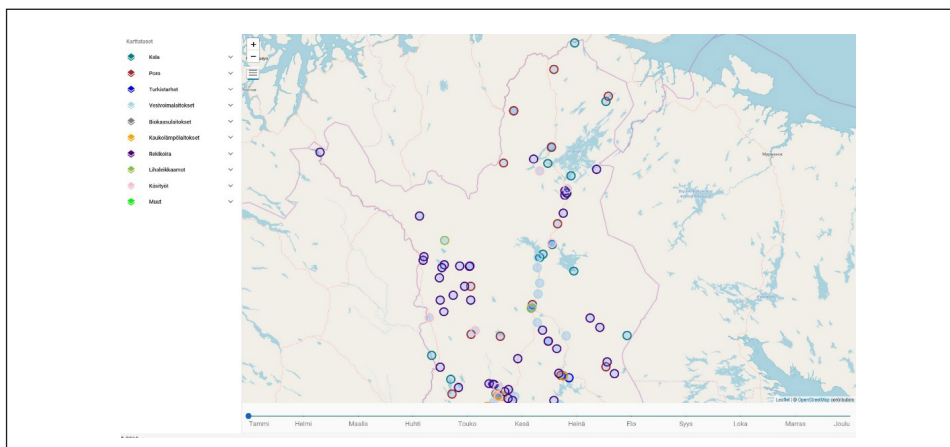 Karttatasot
Kala
Poro
Turkistarhat
Vesivoimalaitokset
Biokaasulaitokset
Kaukolämpölaitokset
Rekikoira
Lihaleikkaamot
Käsityöt
Muut
+
−
Leaflet | © OpenStreetMap contributors
Tammi Helmi Maalis Huhti Touko Kesä Heinä Elo Syys Loka Marras Joulu